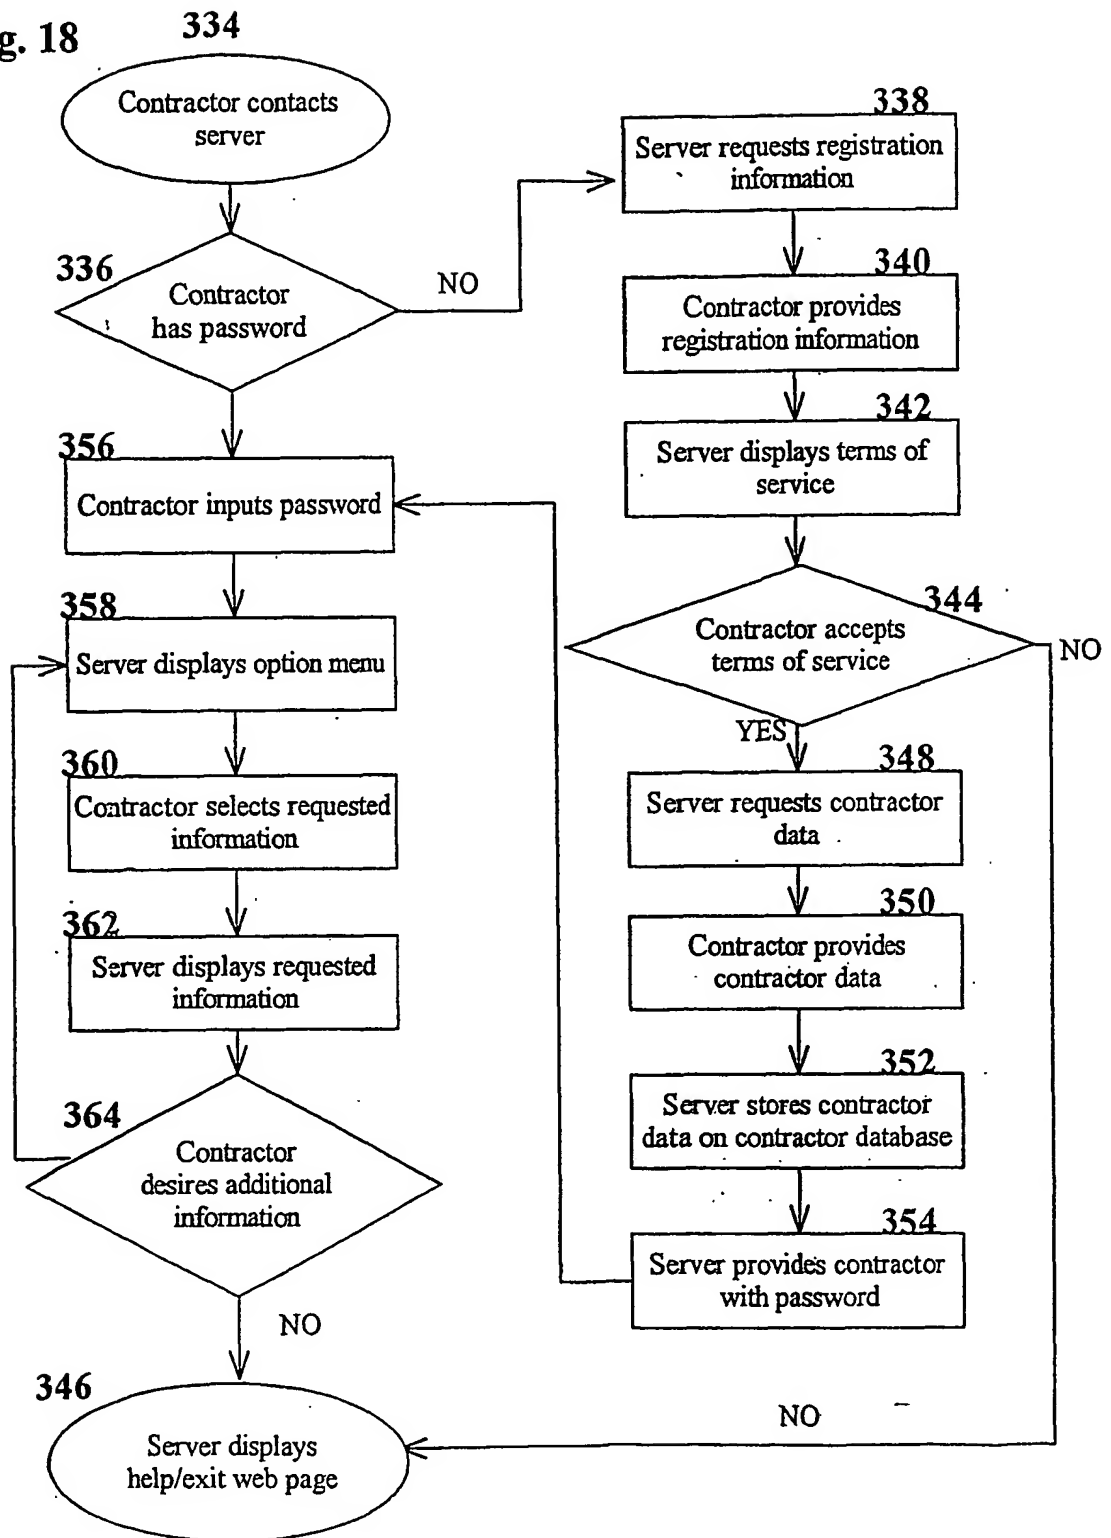 g. 18
334
Contractor contacts
server
336
Contractor
has password
NO
338
Server requests registration
information
340
Contractor provides
registration information
342
Server displays terms of
service
344
Contractor accepts
terms of service
NO
YES
348
Server requests contractor
data
350
Contractor provides
contractor data
352
Server stores contractor
data on contractor database
354
Server provides contractor
with password
356
Contractor inputs password
358
Server displays option menu
360
Contractor selects requested
information
362
Server displays requested
information
364
Contractor
desires additional
information
NO
346
Server displays
help/exit web page
NO